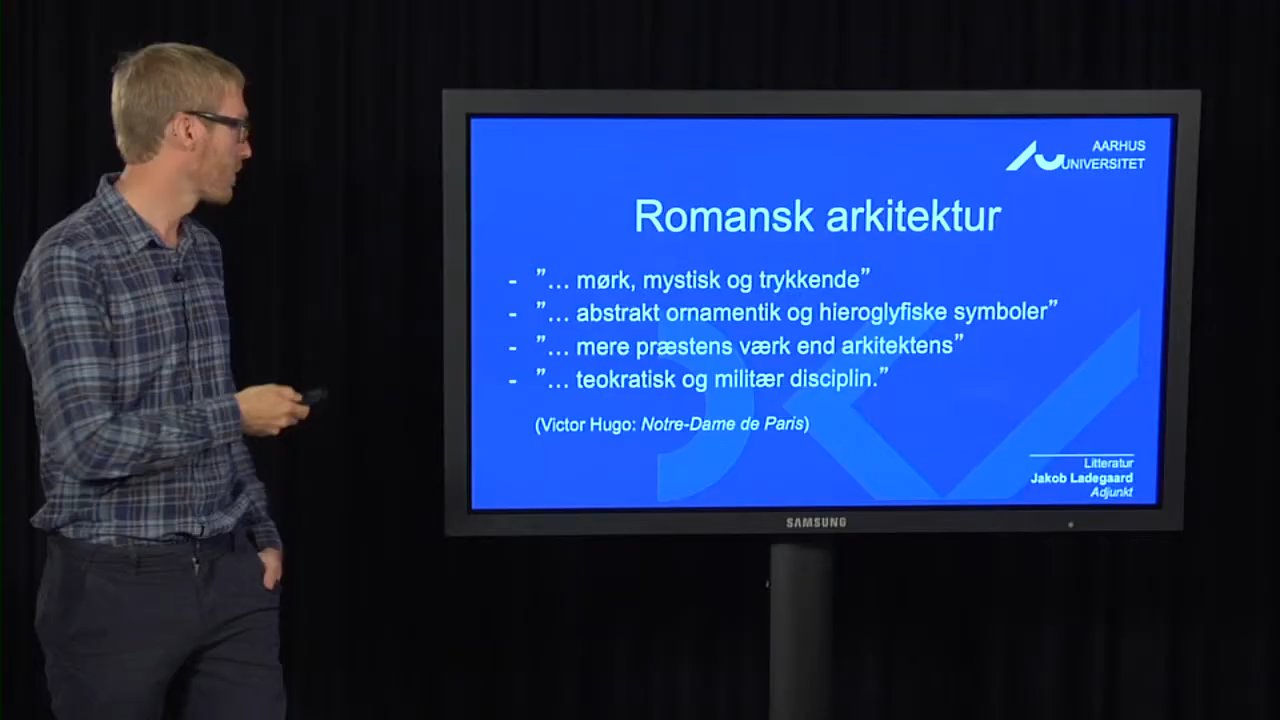 AARHUS
UNIVERSITET
Romansk arkitektur
- ”… mørk, mystisk og trykkende”
- ”… abstrakt ornamentik og hieroglyfiske symboler”
- ”… mere præstens værk end arkitektens”
- ”… teokratisk og militær disciplin.”
(Victor Hugo: Notre-Dame de Paris)
Litteratur
Jakob Ladegaard
Adjunkt
SAMSUNG